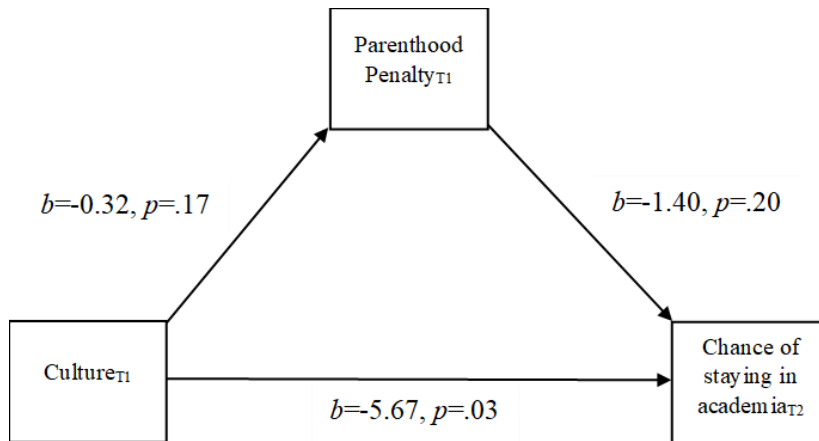 Parenthood
PenaltyT1
b=-0.32, p=.17
b=-1.40, p=.20
CultureT1
Chance of
staying in
academiaT2
b=-5.67, p=.03